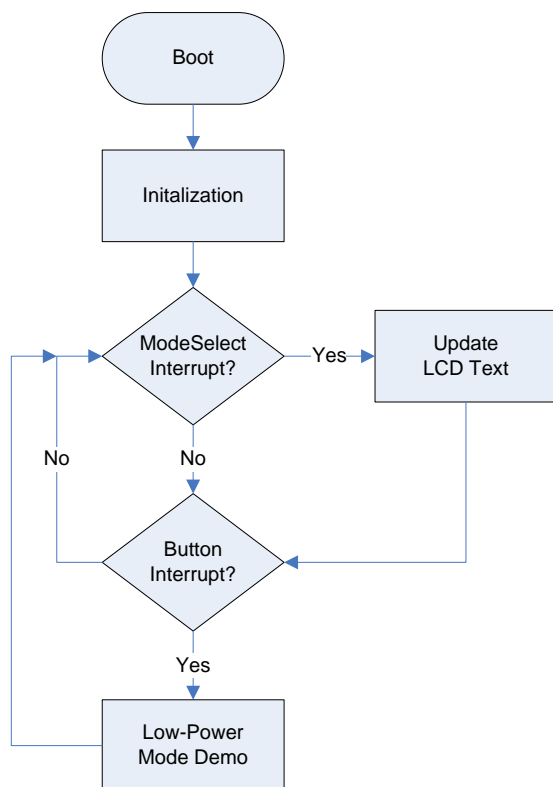 Boot
Initalization
ModeSelect
Interrupt?
Yes
Update
LCD Text
No
No
Button
Interrupt?
Yes
Low-Power
Mode Demo